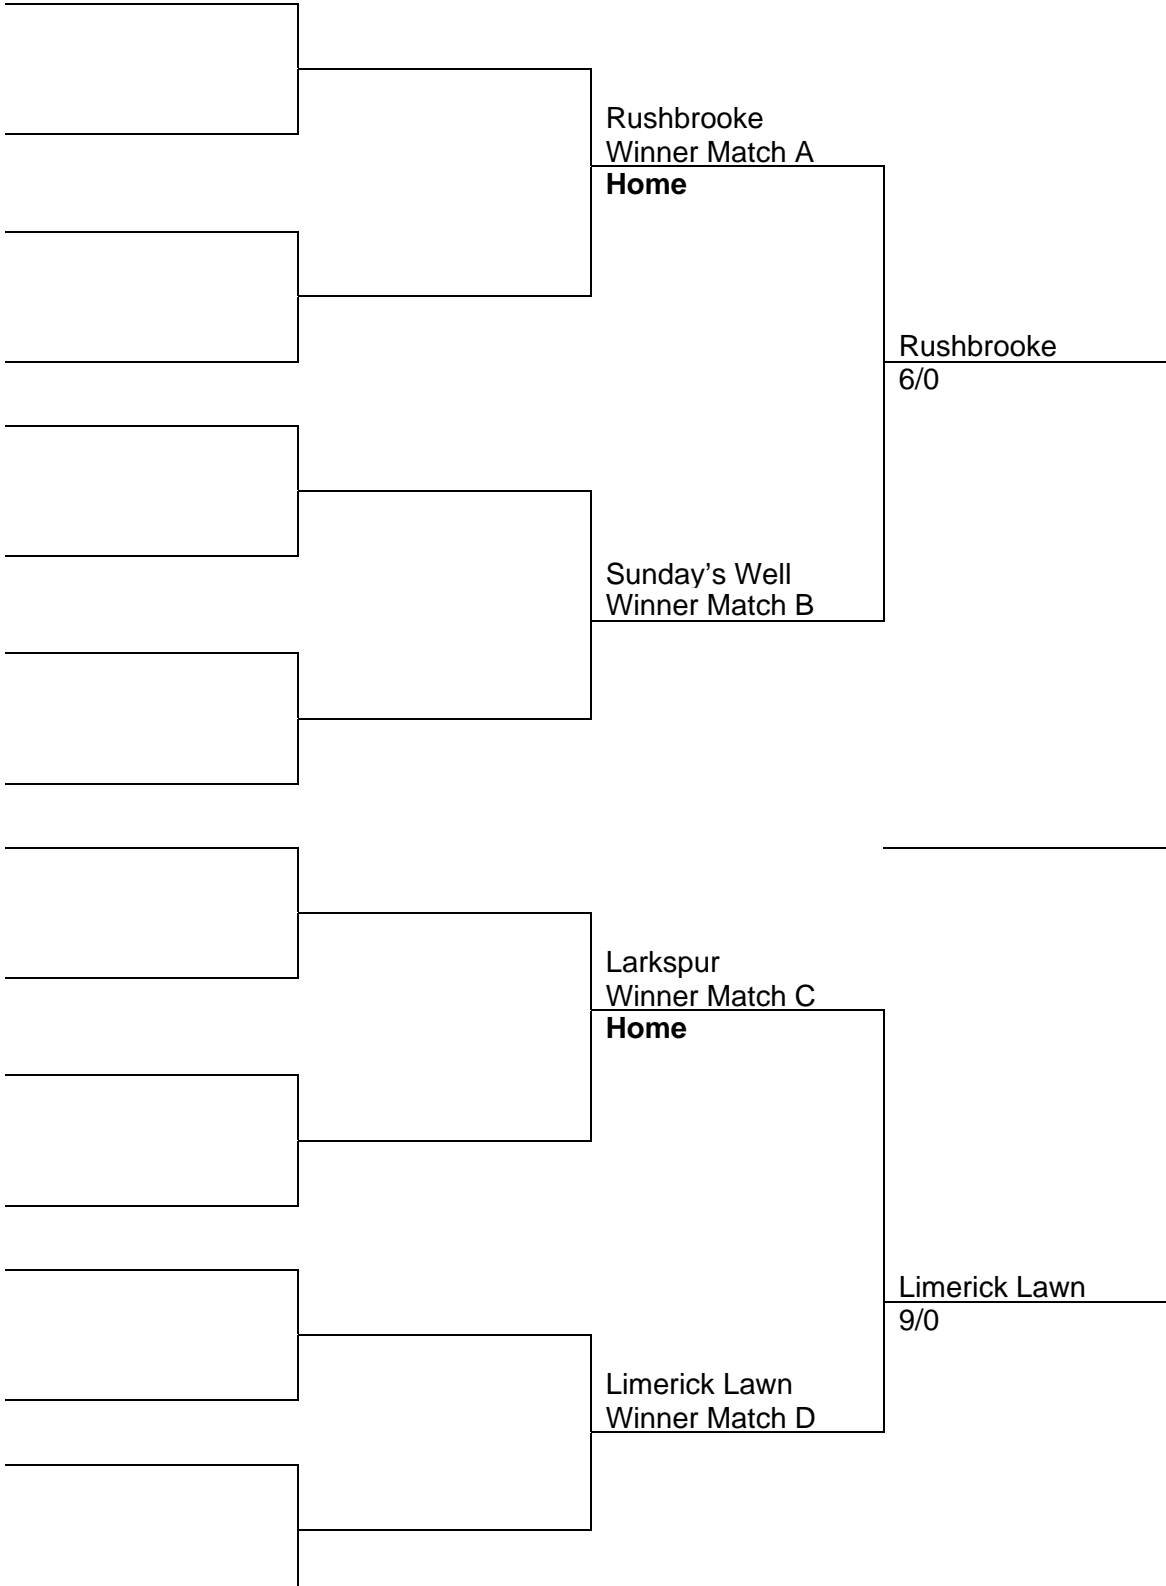 Rushbrooke
Winner Match A
Home
Rushbrooke
6/0
Sunday's Well
Winner Match B
Larkspur
Winner Match C
Home
Limerick Lawn
9/0
Limerick Lawn
Winner Match D